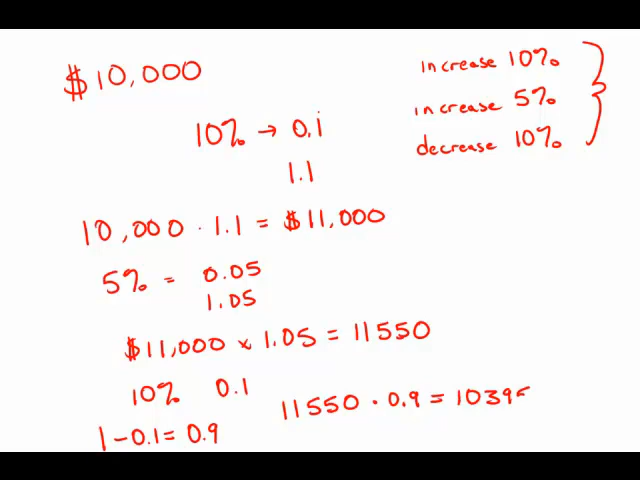 $10,000
increase 10%
increase 5%
decrease 10%
10% → 0.1
1.1
10,000 · 1.1 = $11,000
5% = 0.05
1.05
$11,000 x 1.05 = 11550
10% 0.1
1-0.1= 0.9
11550 · 0.9 = 10395